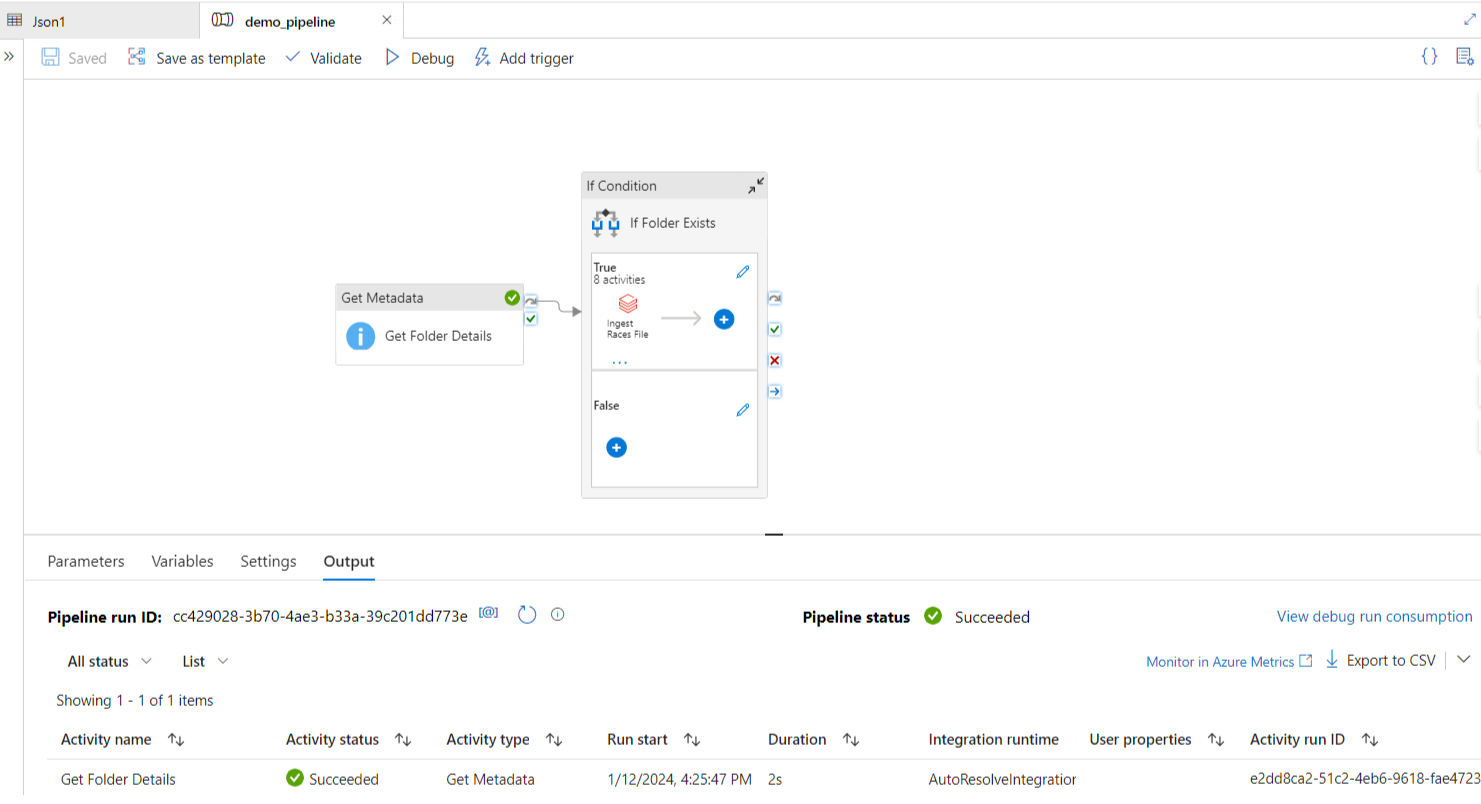 Json1
demo_pipeline
Saved
Save as template
Validate
Debug
Add trigger
If Condition
If Folder Exists
True
8 activities
Ingest
Races File
...
Get Metadata
Get Folder Details
False
Parameters Variables Settings Output
Pipeline run ID: cc429028-3b70-4ae3-b33a-39c201dd773e
Pipeline status Succeeded
View debug run consumption
All status List
Monitor in Azure Metrics
Export to CSV
Showing 1 - 1 of 1 items
Activity name Activity status Activity type Run start Duration Integration runtime User properties Activity run ID
Get Folder Details Succeeded Get Metadata 1/12/2024, 4:25:47 PM 2s AutoResolveIntegration e2dd8ca2-51c2-4eb6-9618-fae4723